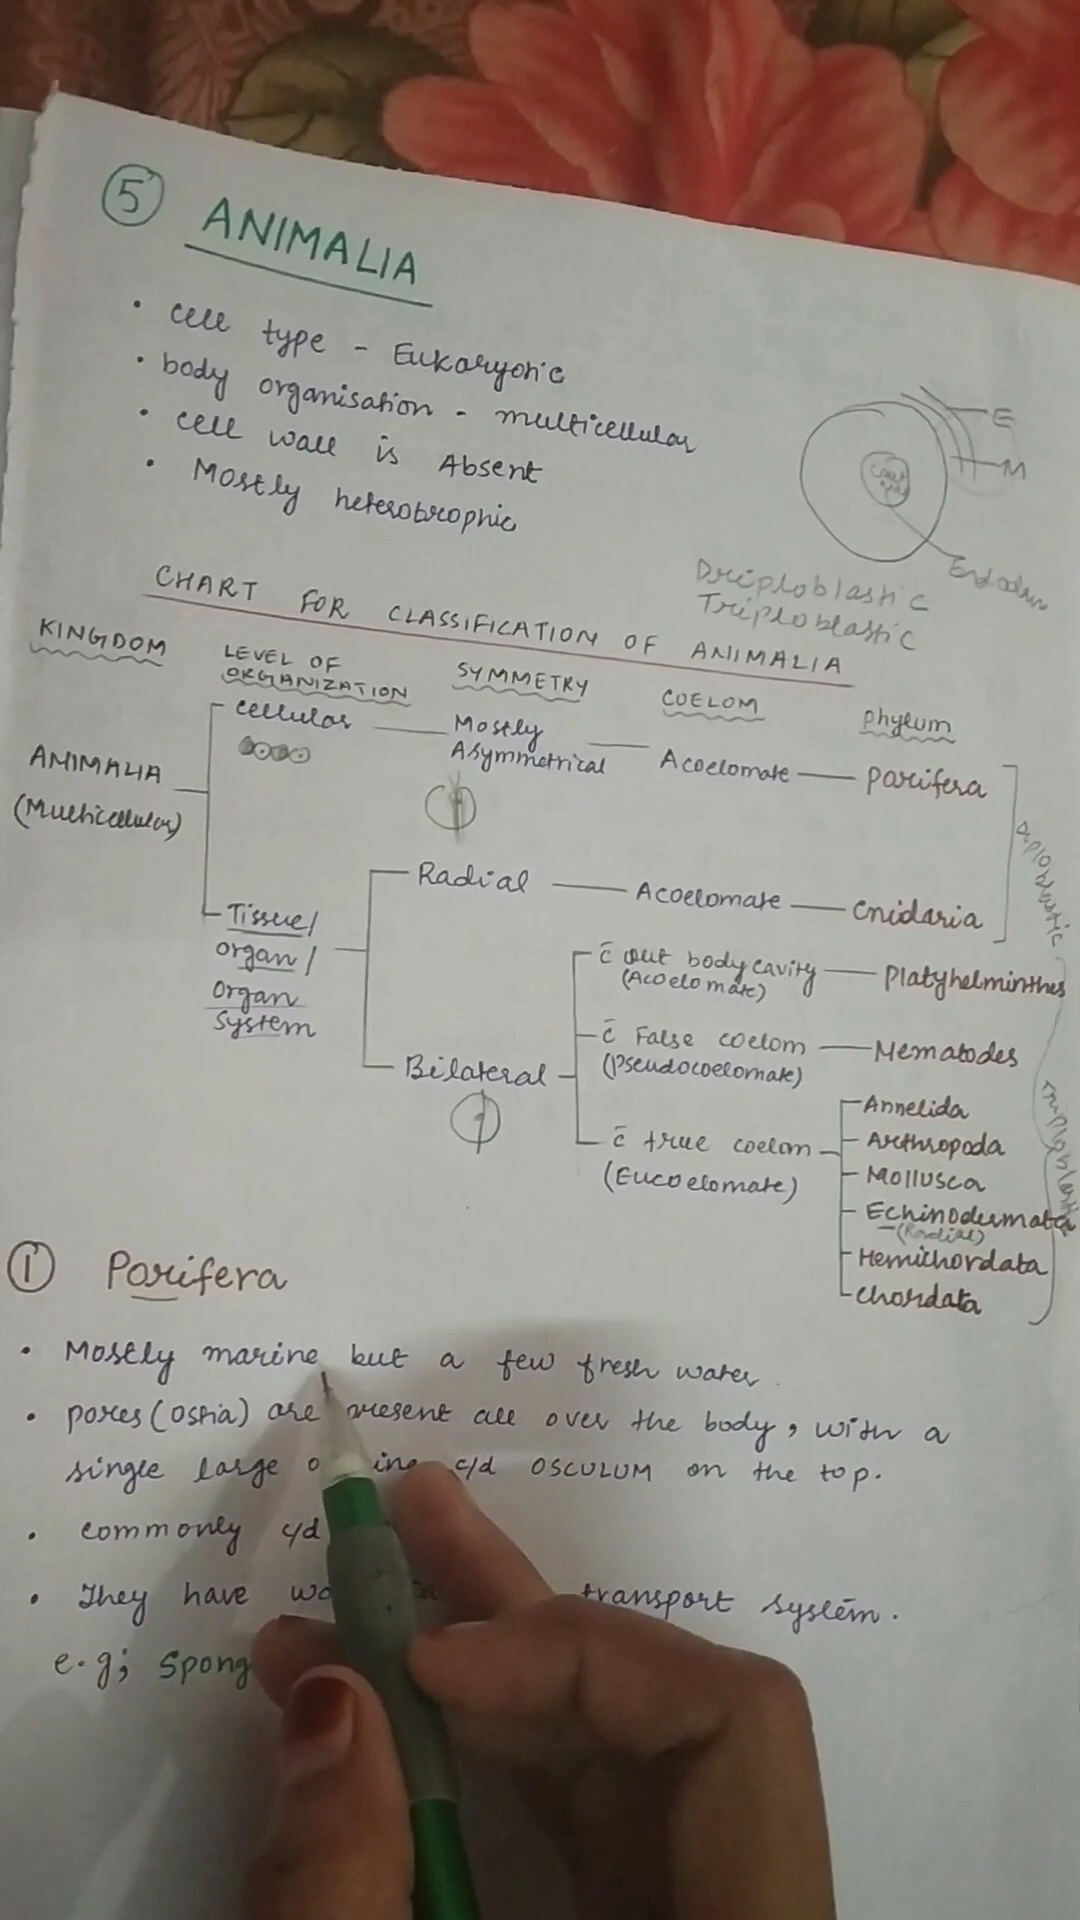 5 ANIMALIA
• cell type - Eukaryotic
• body organisation - multicellular
• cell wall is Absent
• Mostly heterotrophic
E
M
Endoderm
Driploblastic
Triploblastic
CHART FOR CLASSIFICATION OF ANIMALIA
KINGDOM
LEVEL OF ORGANIZATION
SYMMETRY
COELOM
phylum
ANIMALIA
(Multicellular)
cellular
Mostly
Asymmetrical
Acoelomate
porifera
diploblastic
Tissue/
organ/
organ
system
Radial
Acoelomate
cnidaria
Bilateral
c̄ out body cavity
(Acoelomate)
Platyhelminthes
c̄ False coelom
(Pseudocoelomate)
Nematodes
c̄ true coelom
(Eucoelomate)
Annelida
Arthropoda
Mollusca
Echinodermata
-(Radial)
Hemichordata
chordata
Triploblastic
1 Porifera
• Mostly marine but a few fresh water.
• pores (ostia) are present all over the body, with a
single large c/d OSCULUM on the top.
• commonly c/d
• They have transport system.
e.g; Spong